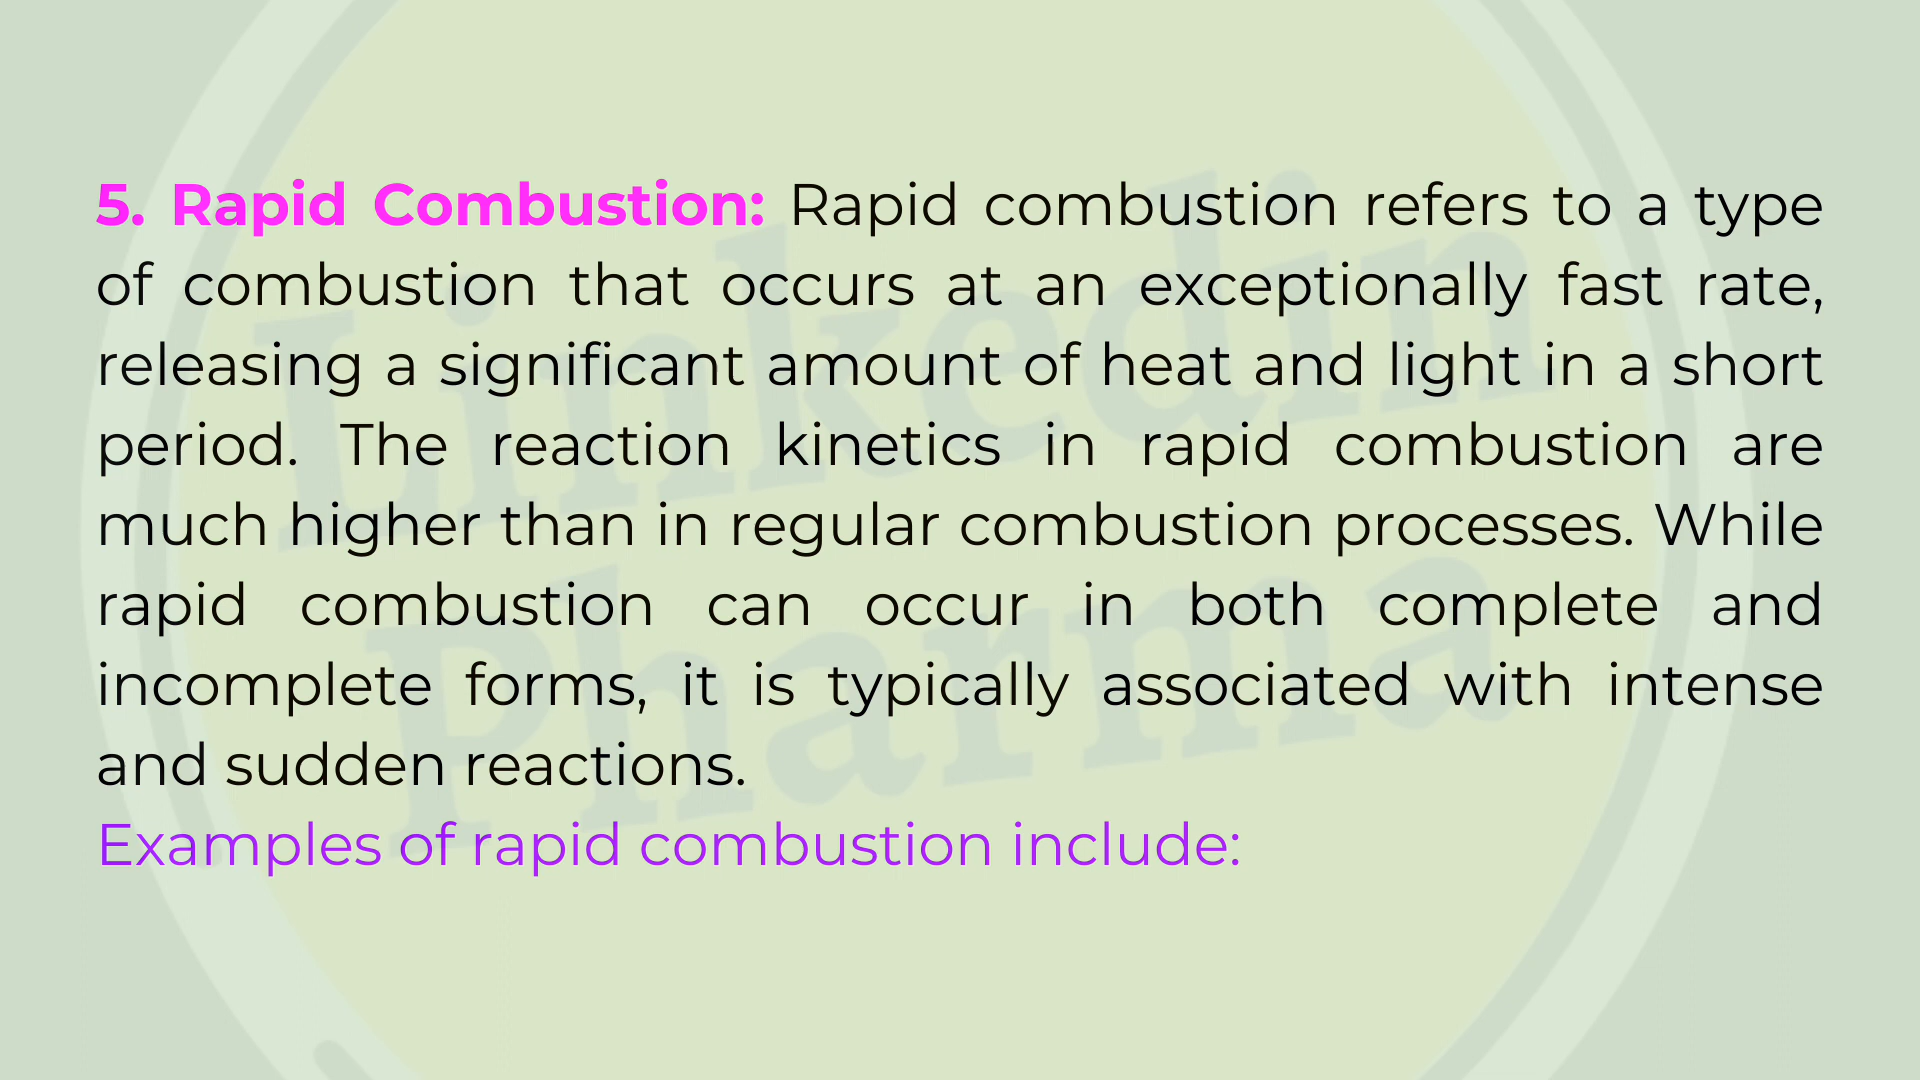 5. Rapid Combustion: Rapid combustion refers to a type
of combustion that occurs at an exceptionally fast rate,
releasing a significant amount of heat and light in a short
period. The reaction kinetics in rapid combustion are
much higher than in regular combustion processes. While
rapid combustion can occur in both complete and
incomplete forms, it is typically associated with intense
and sudden reactions.
Examples of rapid combustion include:
Linkedin
Pharma